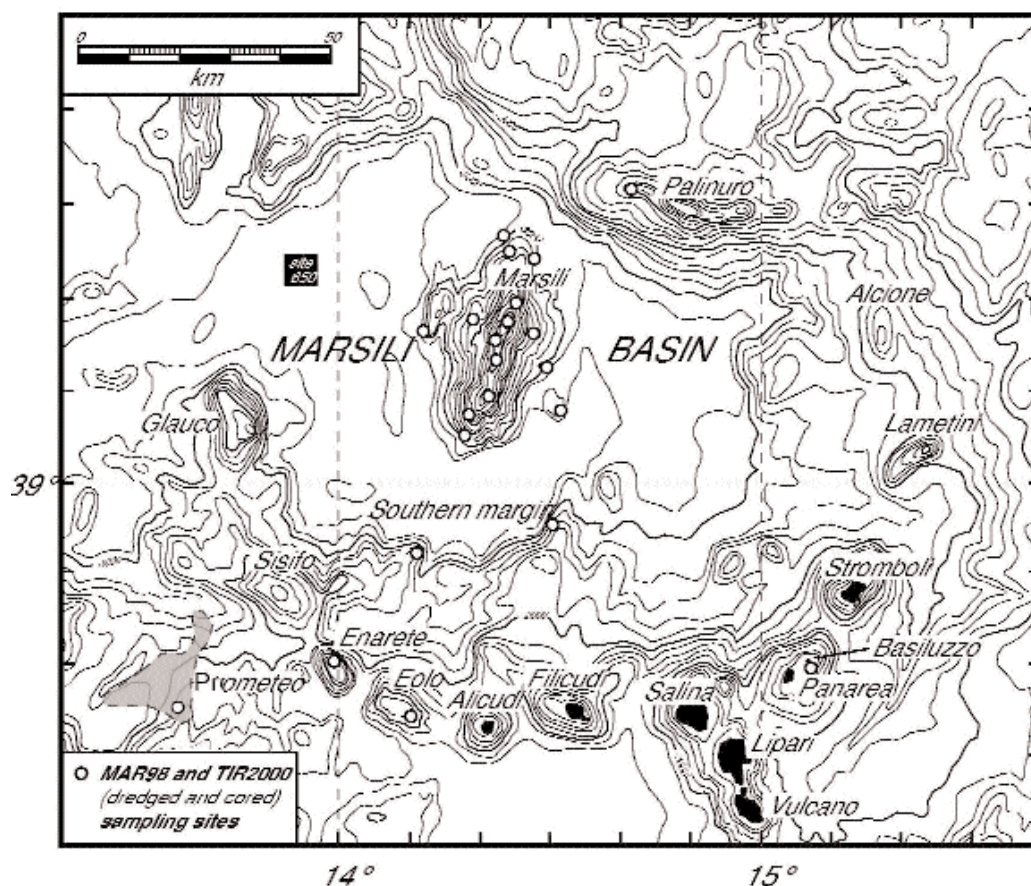 0 50
km
Palinuro
site
650
Marsili
Alcione
MARSILI BASIN
Glauco
Lametini
39°
Southern margin
Sisifo
Stromboli
Enarete
Basiluzzo
Prometeo
Eolo
Alicudi
Filicudi
Salina
Panarea
Lipari
MAR98 and TIR2000
(dredged and cored)
sampling sites
Vulcano
14° 15°